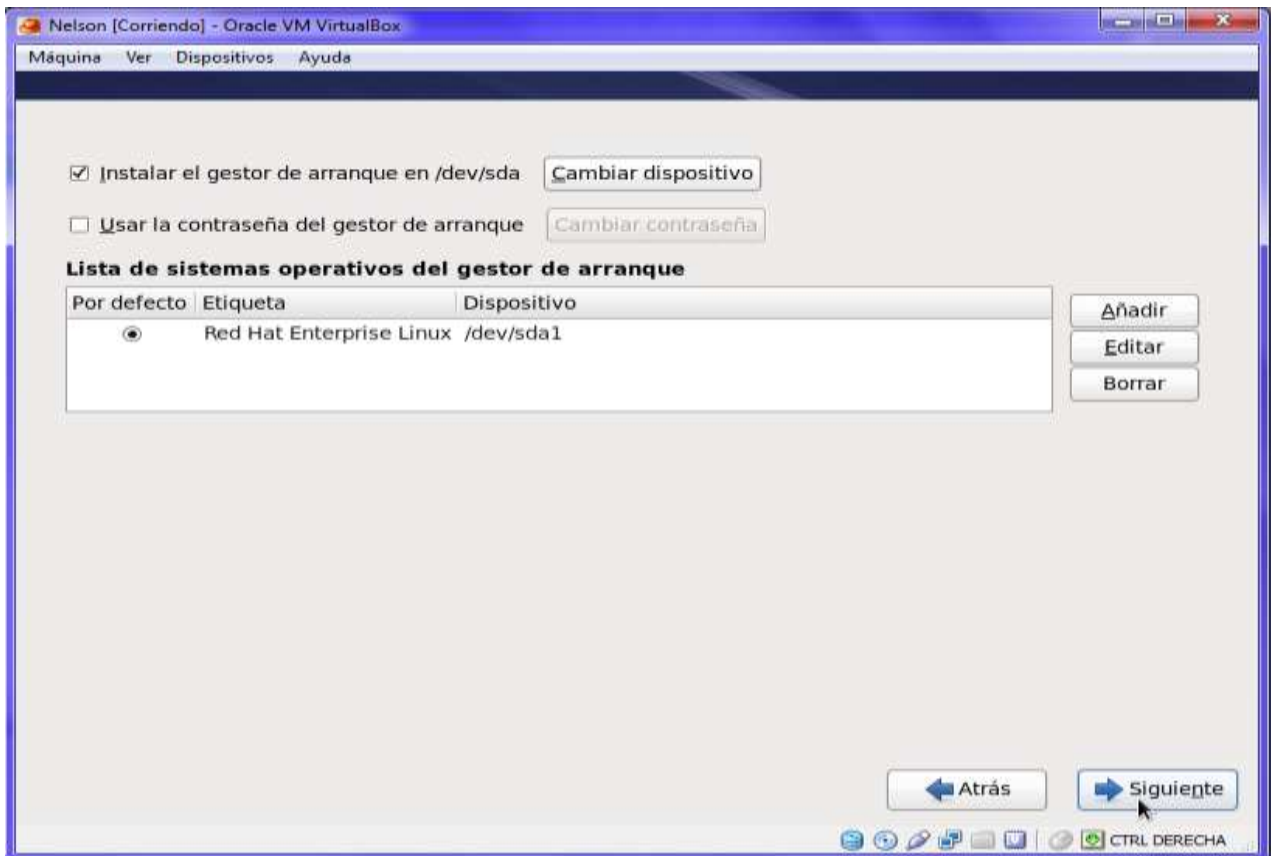 Nelson [Corriendo] - Oracle VM VirtualBox
Máquina Ver Dispositivos Ayuda
Instalar el gestor de arranque en /dev/sda Cambiar dispositivo
Usar la contraseña del gestor de arranque Cambiar contraseña
Lista de sistemas operativos del gestor de arranque
Por defecto Etiqueta Dispositivo
Red Hat Enterprise Linux /dev/sda1
Añadir
Editar
Borrar
Atrás Siguiente
CTRL DERECHA